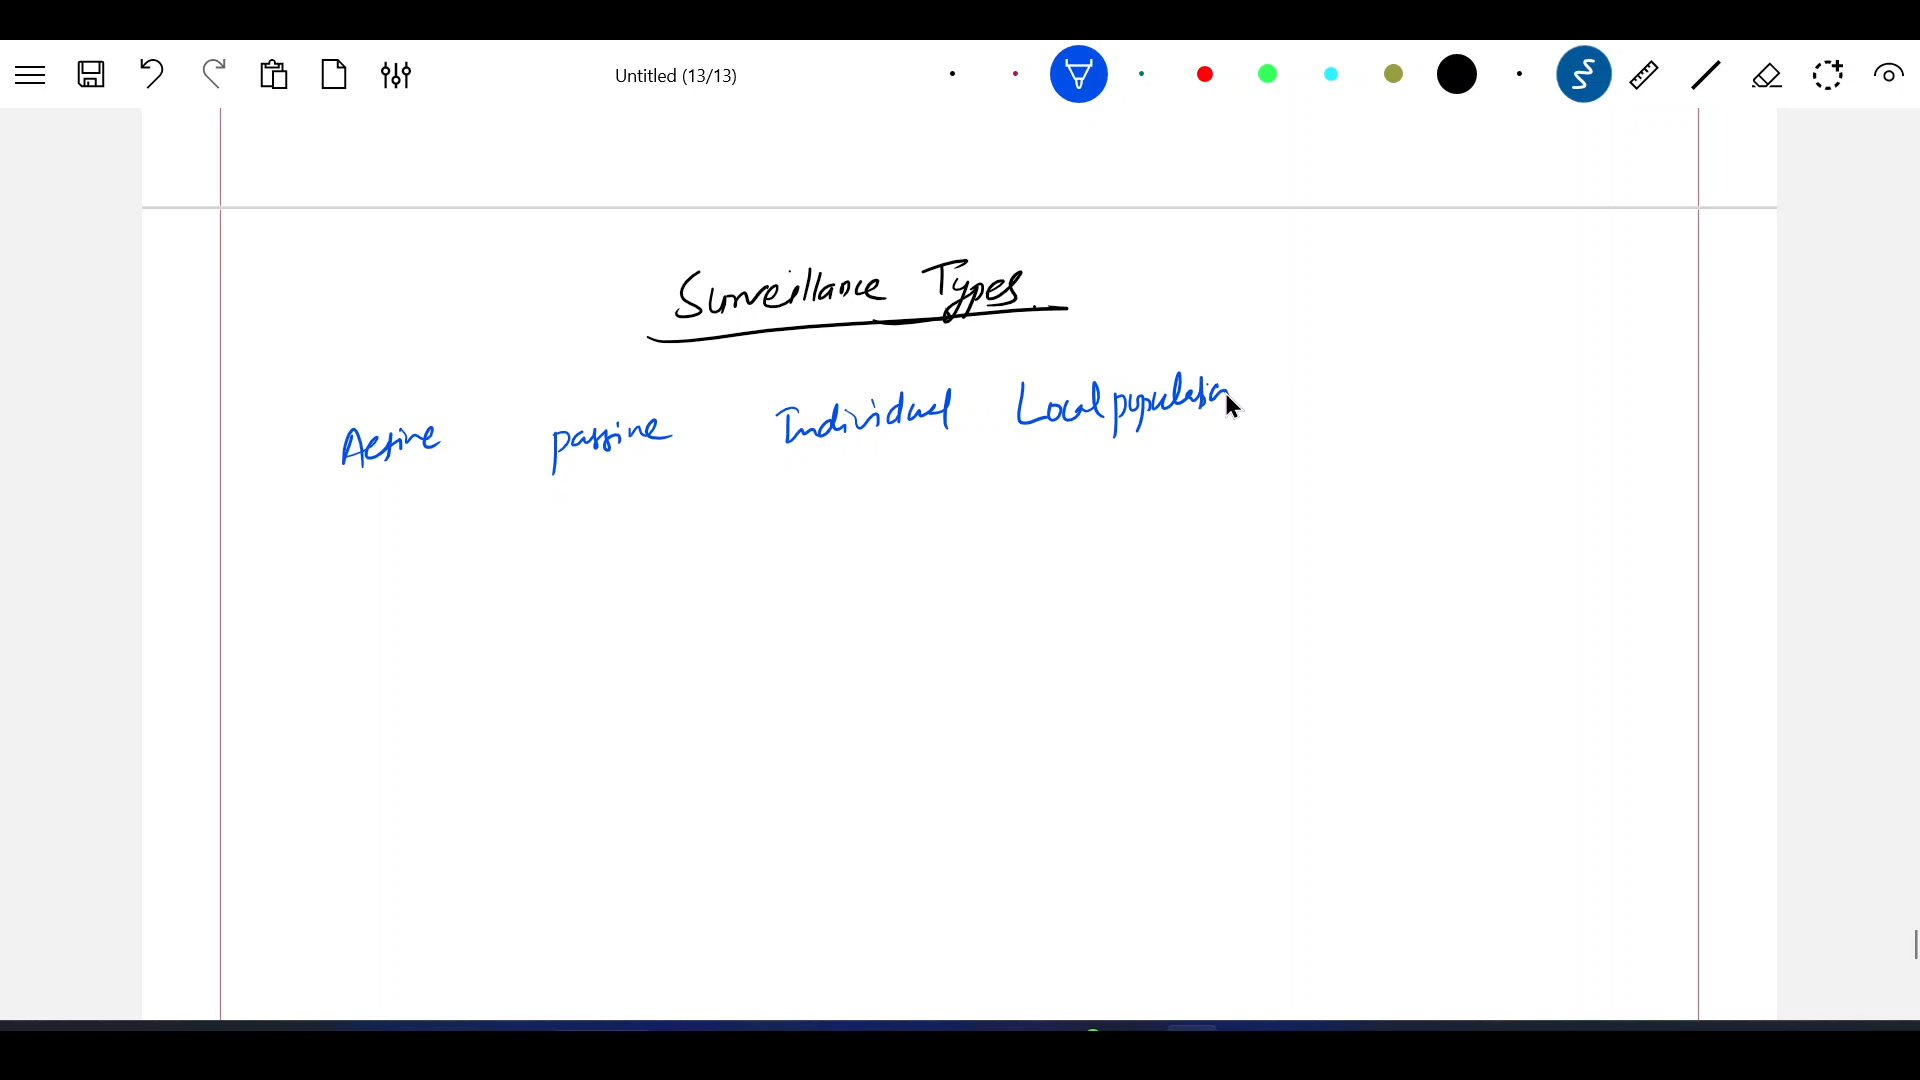 Untitled (13/13)
Surveillance Types
Active passive Individual Local population